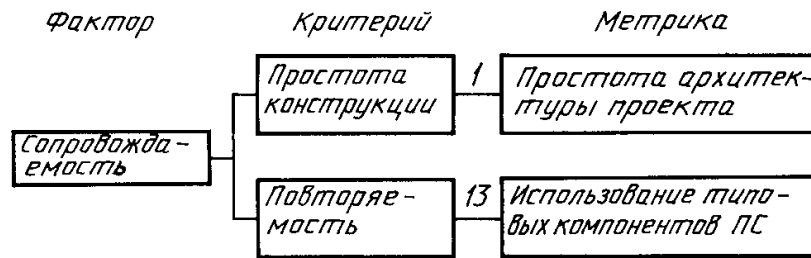 Фактор Критерий Метрика
Простота
конструкции
1
Простота архитек-
туры проекта
Сопровожда-
емость
Повторяе-
мость
13
Использование типо-
вых компонентов ПС